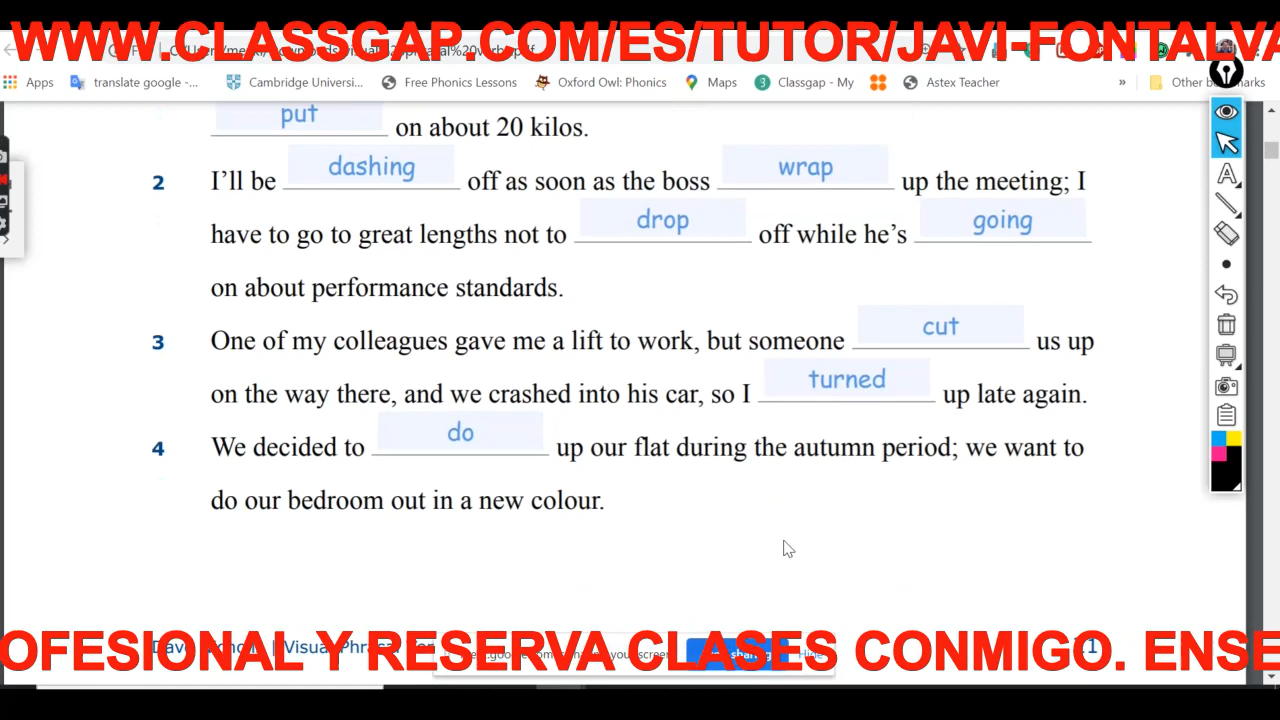 WWW.CLASSGAP.COM/ES/TUTOR/JAVI-FONTALVA
Apps translate google -... Cambridge Universi... Free Phonics Lessons Oxford Owl: Phonics Maps Classgap - My Astex Teacher » Other bookmarks
put on about 20 kilos.
2 I'll be dashing off as soon as the boss wrap up the meeting; I
have to go to great lengths not to drop off while he's going
on about performance standards.
3 One of my colleagues gave me a lift to work, but someone cut us up
on the way there, and we crashed into his car, so I turned up late again.
4 We decided to do up our flat during the autumn period; we want to
do our bedroom out in a new colour.
OFESIONAL Y RESERVA CLASES CONMIGO. ENSE